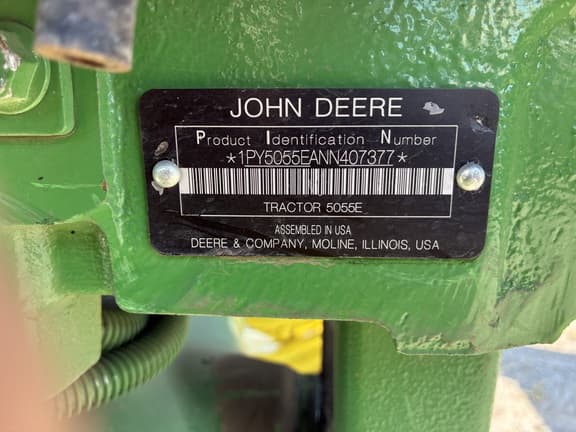 JOHN DEERE
Product Identification Number
*1PY5055EANN407377*
TRACTOR 5055E
ASSEMBLED IN USA
DEERE & COMPANY, MOLINE, ILLINOIS, USA